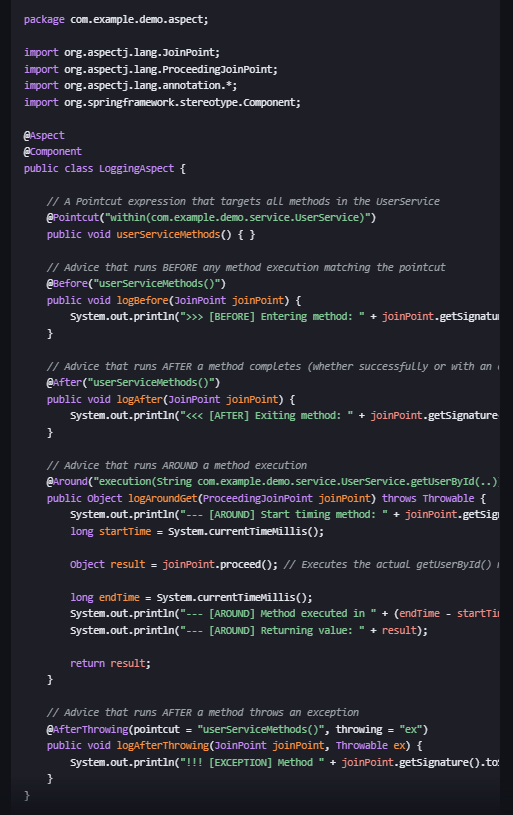 package com.example.demo.aspect;

import org.aspectj.lang.JoinPoint;
import org.aspectj.lang.ProceedingJoinPoint;
import org.aspectj.lang.annotation.*;
import org.springframework.stereotype.Component;

@Aspect
@Component
public class LoggingAspect {

    // A Pointcut expression that targets all methods in the UserService
    @Pointcut("within(com.example.demo.service.UserService)")
    public void userServiceMethods() { }

    // Advice that runs BEFORE any method execution matching the pointcut
    @Before("userServiceMethods()")
    public void logBefore(JoinPoint joinPoint) {
        System.out.println(">>> [BEFORE] Entering method: " + joinPoint.getSignatu
    }

    // Advice that runs AFTER a method completes (whether successfully or with an
    @After("userServiceMethods()")
    public void logAfter(JoinPoint joinPoint) {
        System.out.println("<<< [AFTER] Exiting method: " + joinPoint.getSignature
    }

    // Advice that runs AROUND a method execution
    @Around("execution(String com.example.demo.service.UserService.getUserById(..)
    public Object logAroundGet(ProceedingJoinPoint joinPoint) throws Throwable {
        System.out.println("--- [AROUND] Start timing method: " + joinPoint.getSig
        long startTime = System.currentTimeMillis();

        Object result = joinPoint.proceed(); // Executes the actual getUserById()

        long endTime = System.currentTimeMillis();
        System.out.println("--- [AROUND] Method executed in " + (endTime - startTi
        System.out.println("--- [AROUND] Returning value: " + result);

        return result;
    }

    // Advice that runs AFTER a method throws an exception
    @AfterThrowing(pointcut = "userServiceMethods()", throwing = "ex")
    public void logAfterThrowing(JoinPoint joinPoint, Throwable ex) {
        System.out.println("!!! [EXCEPTION] Method " + joinPoint.getSignature().to
    }
}